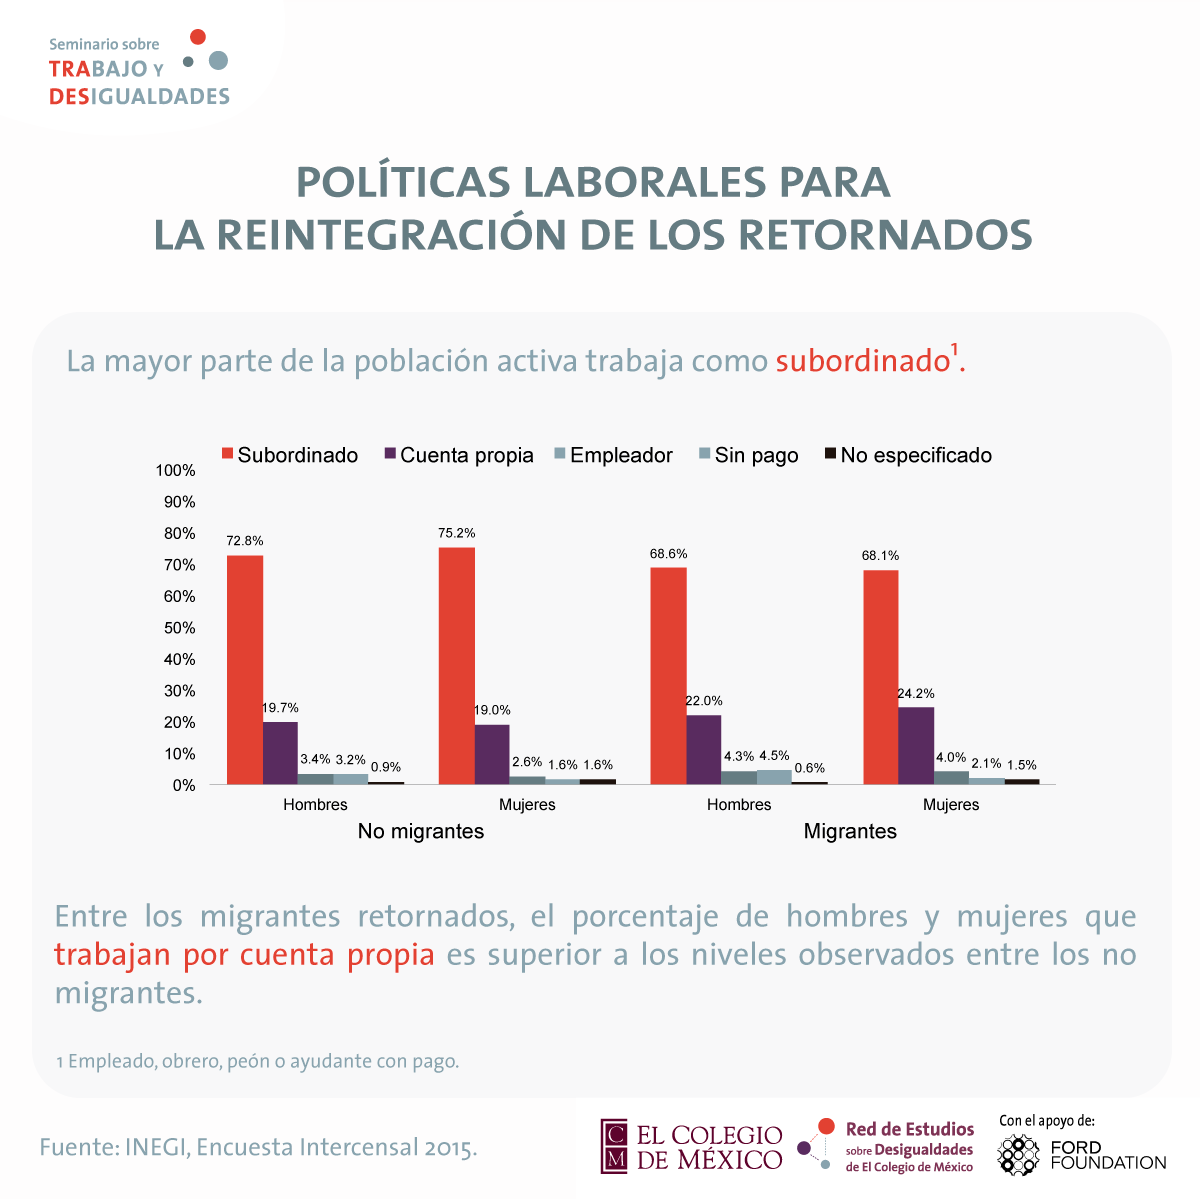 Seminario sobre
TRABAJO Y
DESIGUALDADES
POLÍTICAS LABORALES PARA
LA REINTEGRACIÓN DE LOS RETORNADOS
La mayor parte de la población activa trabaja como subordinado¹.
Subordinado Cuenta propia Empleador Sin pago No especificado
100%
90%
80%
70%
60%
50%
40%
30%
20%
10%
0%
72.8% 19.7% 3.4% 3.2% 0.9%
75.2% 19.0% 2.6% 1.6% 1.6%
68.6% 22.0% 4.3% 4.5% 0.6%
68.1% 24.2% 4.0% 2.1% 1.5%
Hombres Mujeres Hombres Mujeres
No migrantes Migrantes
Entre los migrantes retornados, el porcentaje de hombres y mujeres que
trabajan por cuenta propia es superior a los niveles observados entre los no
migrantes.
1 Empleado, obrero, peón o ayudante con pago.
Fuente: INEGI, Encuesta Intercensal 2015.
C
M
EL COLEGIO
DE MÉXICO
Red de Estudios
sobre Desigualdades
de El Colegio de México
Con el apoyo de:
FORD
FOUNDATION